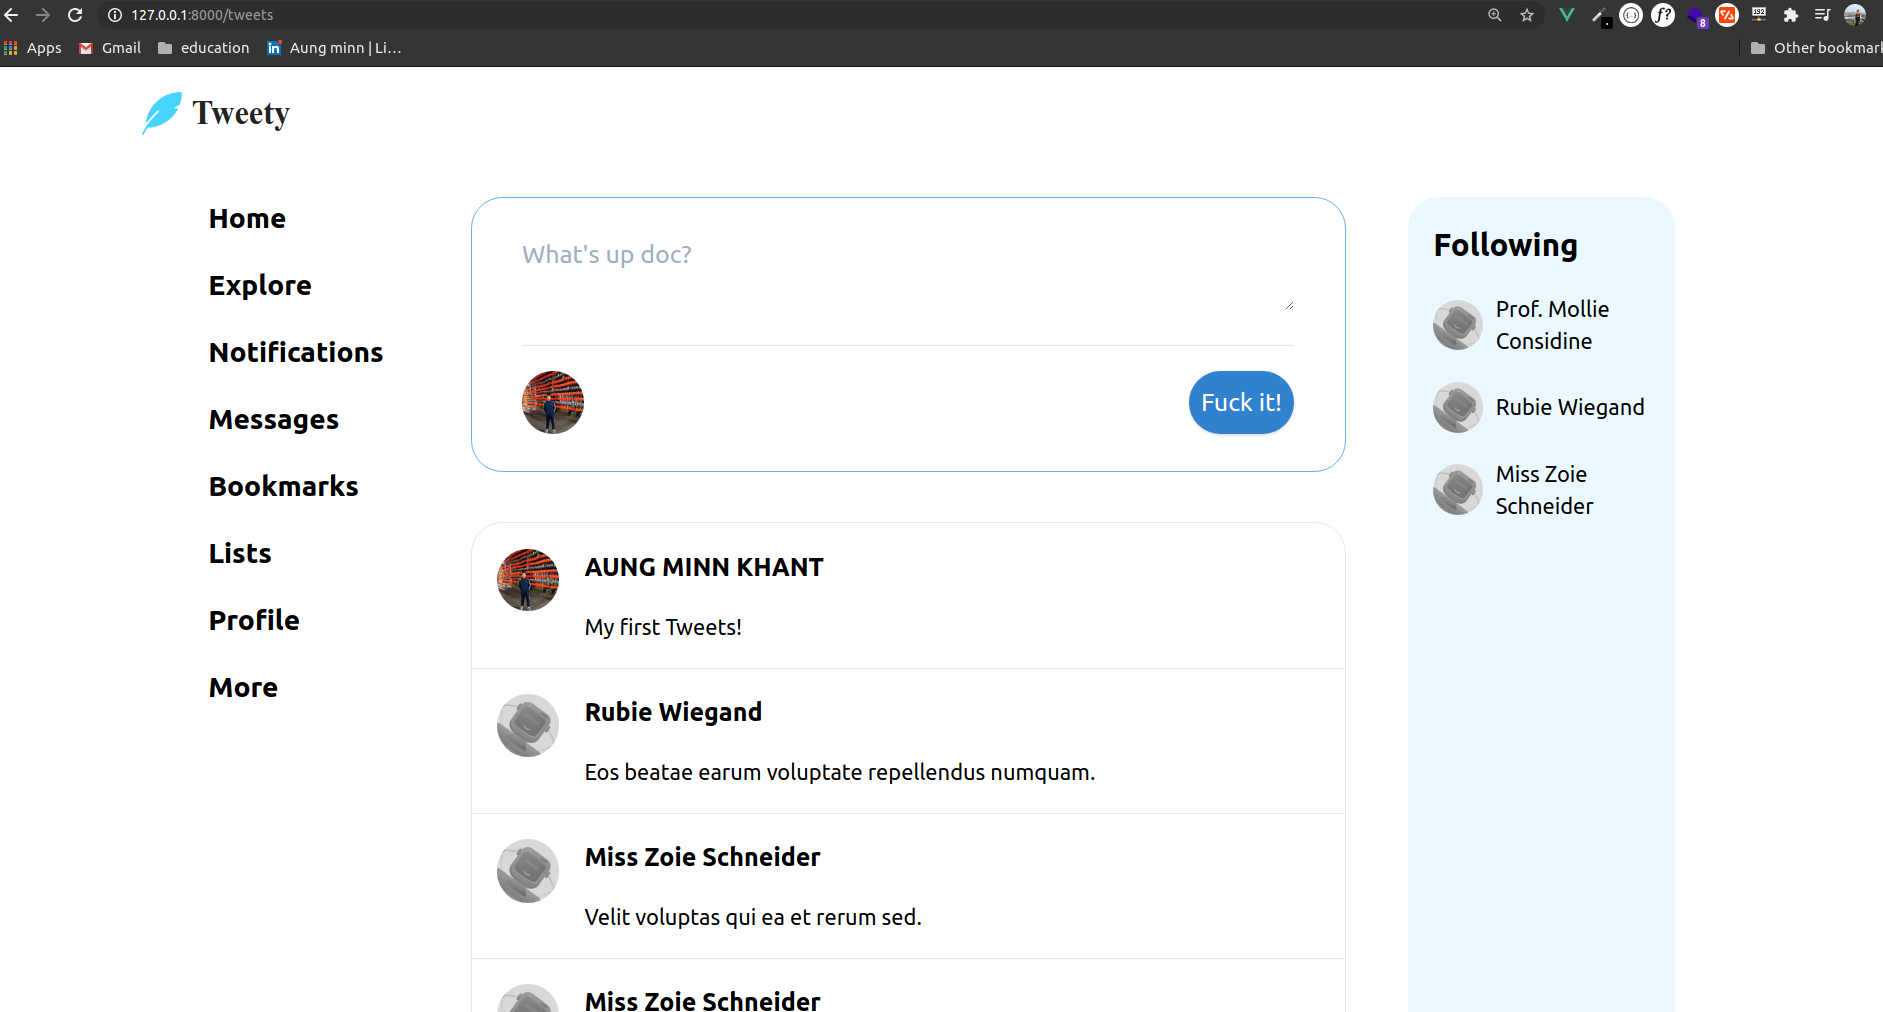 127.0.0.1:8000/tweets
8
192
Apps
Gmail
education
Aung minn | Li...
Other bookmark
Tweety
Home
Explore
Notifications
Messages
Bookmarks
Lists
Profile
More
What's up doc?
Fuck it!
AUNG MINN KHANT
My first Tweets!
Rubie Wiegand
Eos beatae earum voluptate repellendus numquam.
Miss Zoie Schneider
Velit voluptas qui ea et rerum sed.
Miss Zoie Schneider
Following
Prof. Mollie
Considine
Rubie Wiegand
Miss Zoie
Schneider